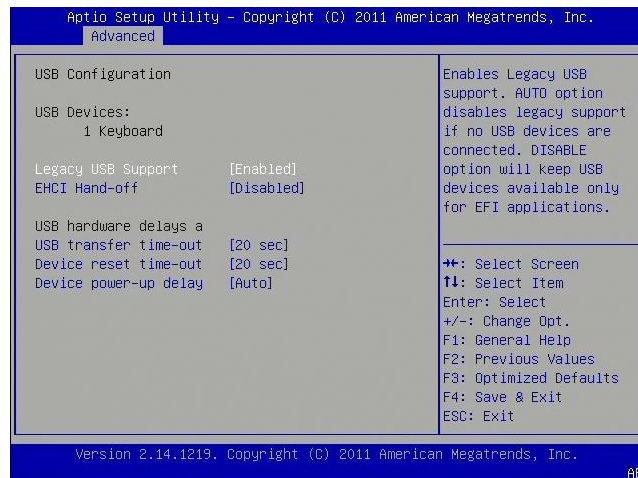 Aptio Setup Utility – Copyright (C) 2011 American Megatrends, Inc.
Advanced
USB Configuration
USB Devices:
1 Keyboard
Legacy USB Support [Enabled]
EHCI Hand-off [Disabled]
USB hardware delays a
USB transfer time-out [20 sec]
Device reset time-out [20 sec]
Device power-up delay [Auto]
Enables Legacy USB
support. AUTO option
disables legacy support
if no USB devices are
connected. DISABLE
option will keep USB
devices available only
for EFI applications.
→←: Select Screen
↑↓: Select Item
Enter: Select
+/-: Change Opt.
F1: General Help
F2: Previous Values
F3: Optimized Defaults
F4: Save & Exit
ESC: Exit
Version 2.14.1219. Copyright (C) 2011 American Megatrends, Inc.